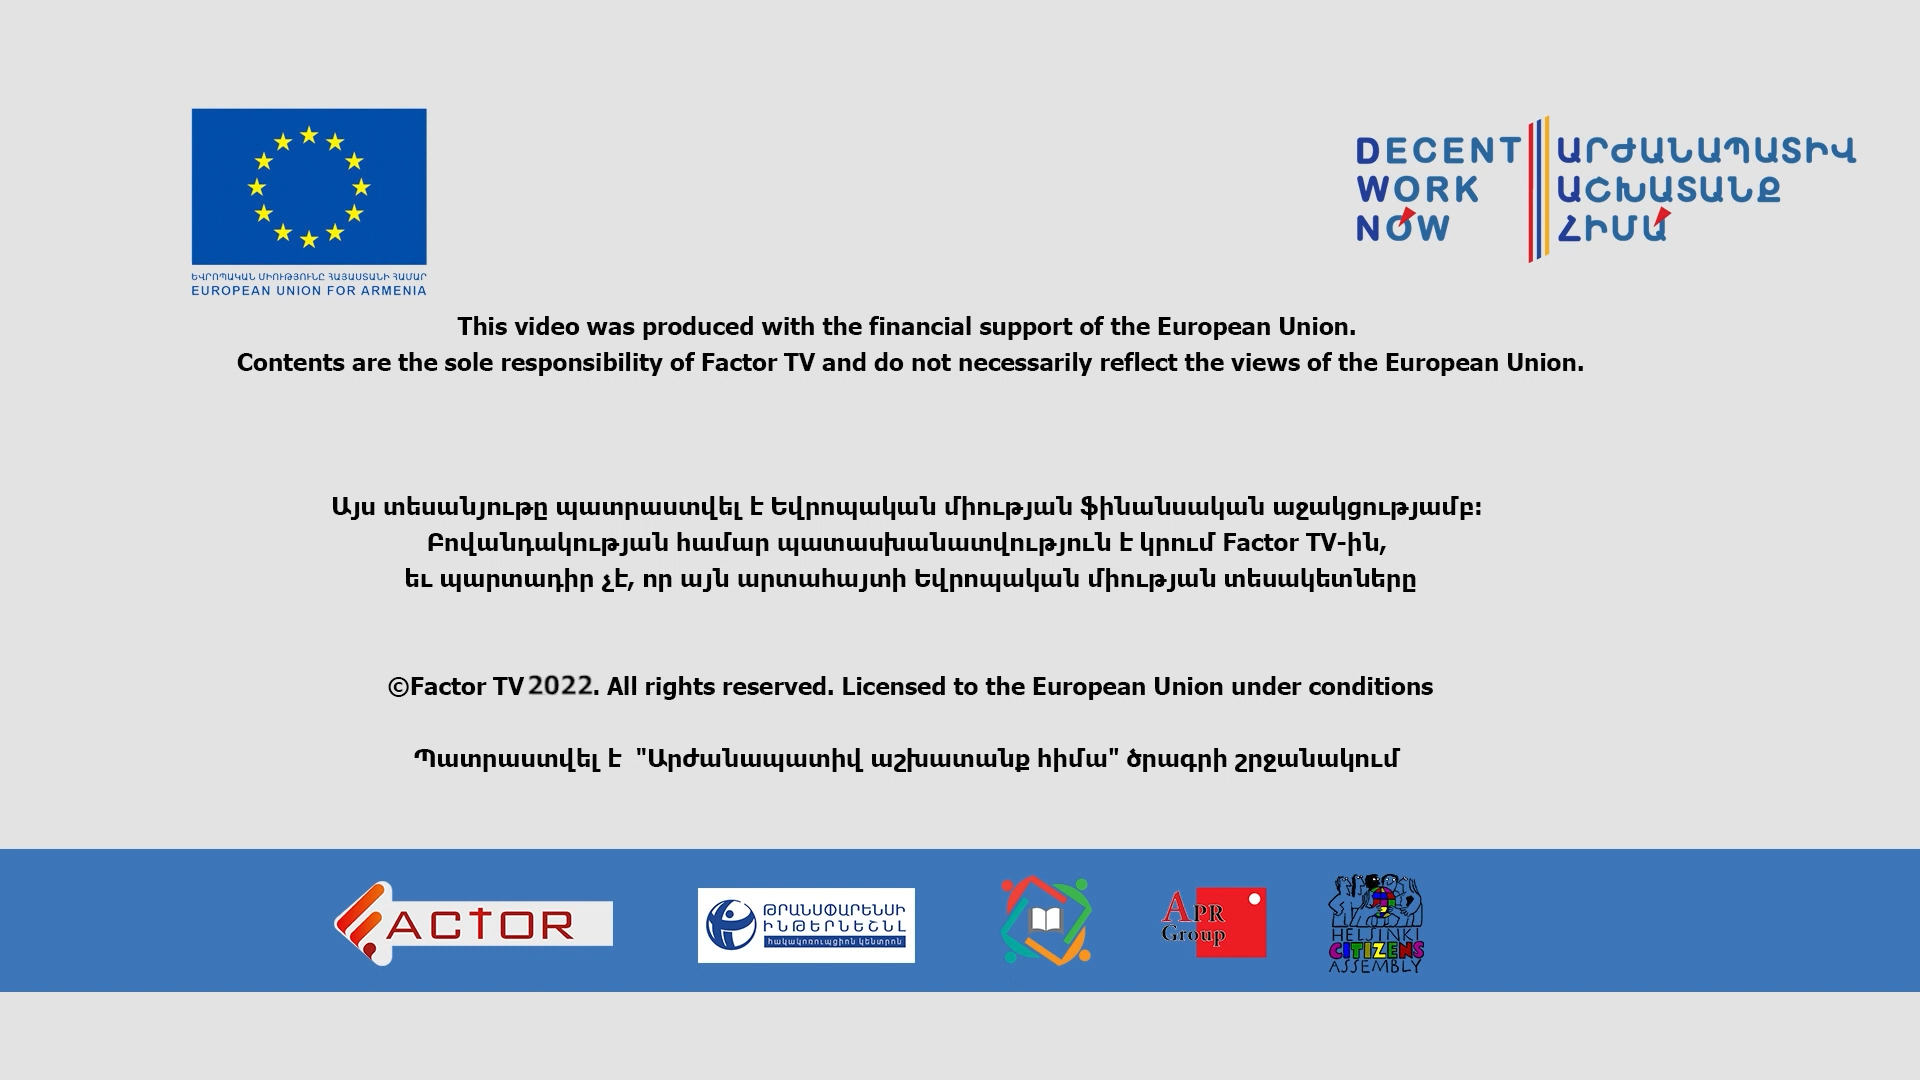 ԵՎՐՈՊԱԿԱՆ ՄԻՈՒԹՅՈՒՆԸ ՀԱՅԱՍՏԱՆԻ ՀԱՄԱՐ
EUROPEAN UNION FOR ARMENIA
DECENT
WORK
NOW
ԱՐԺԱՆԱՊԱՏԻՎ
ԱՇԽԱՏԱՆՔ
ՀԻՄԱ
This video was produced with the financial support of the European Union.
Contents are the sole responsibility of Factor TV and do not necessarily reflect the views of the European Union.
Այս տեսանյութը պատրաստվել է Եվրոպական միության ֆինանսական աջակցությամբ:
Բովանդակության համար պատասխանատվություն է կրում Factor TV-ին,
եւ պարտադիր չէ, որ այն արտահայտի Եվրոպական միության տեսակետները
©Factor TV 2022. All rights reserved. Licensed to the European Union under conditions
Պատրաստվել է "Արժանապատիվ աշխատանք հիմա" ծրագրի շրջանակում
FACTOR
ԹՐԱՆՍՓԱՐԵՆՍԻ
ԻՆԹԵՐՆԵՇՆԼ
հակակոռուպցիոն կենտրոն
APR
Group
HELSINKI
CITIZENS
ASSEMBLY